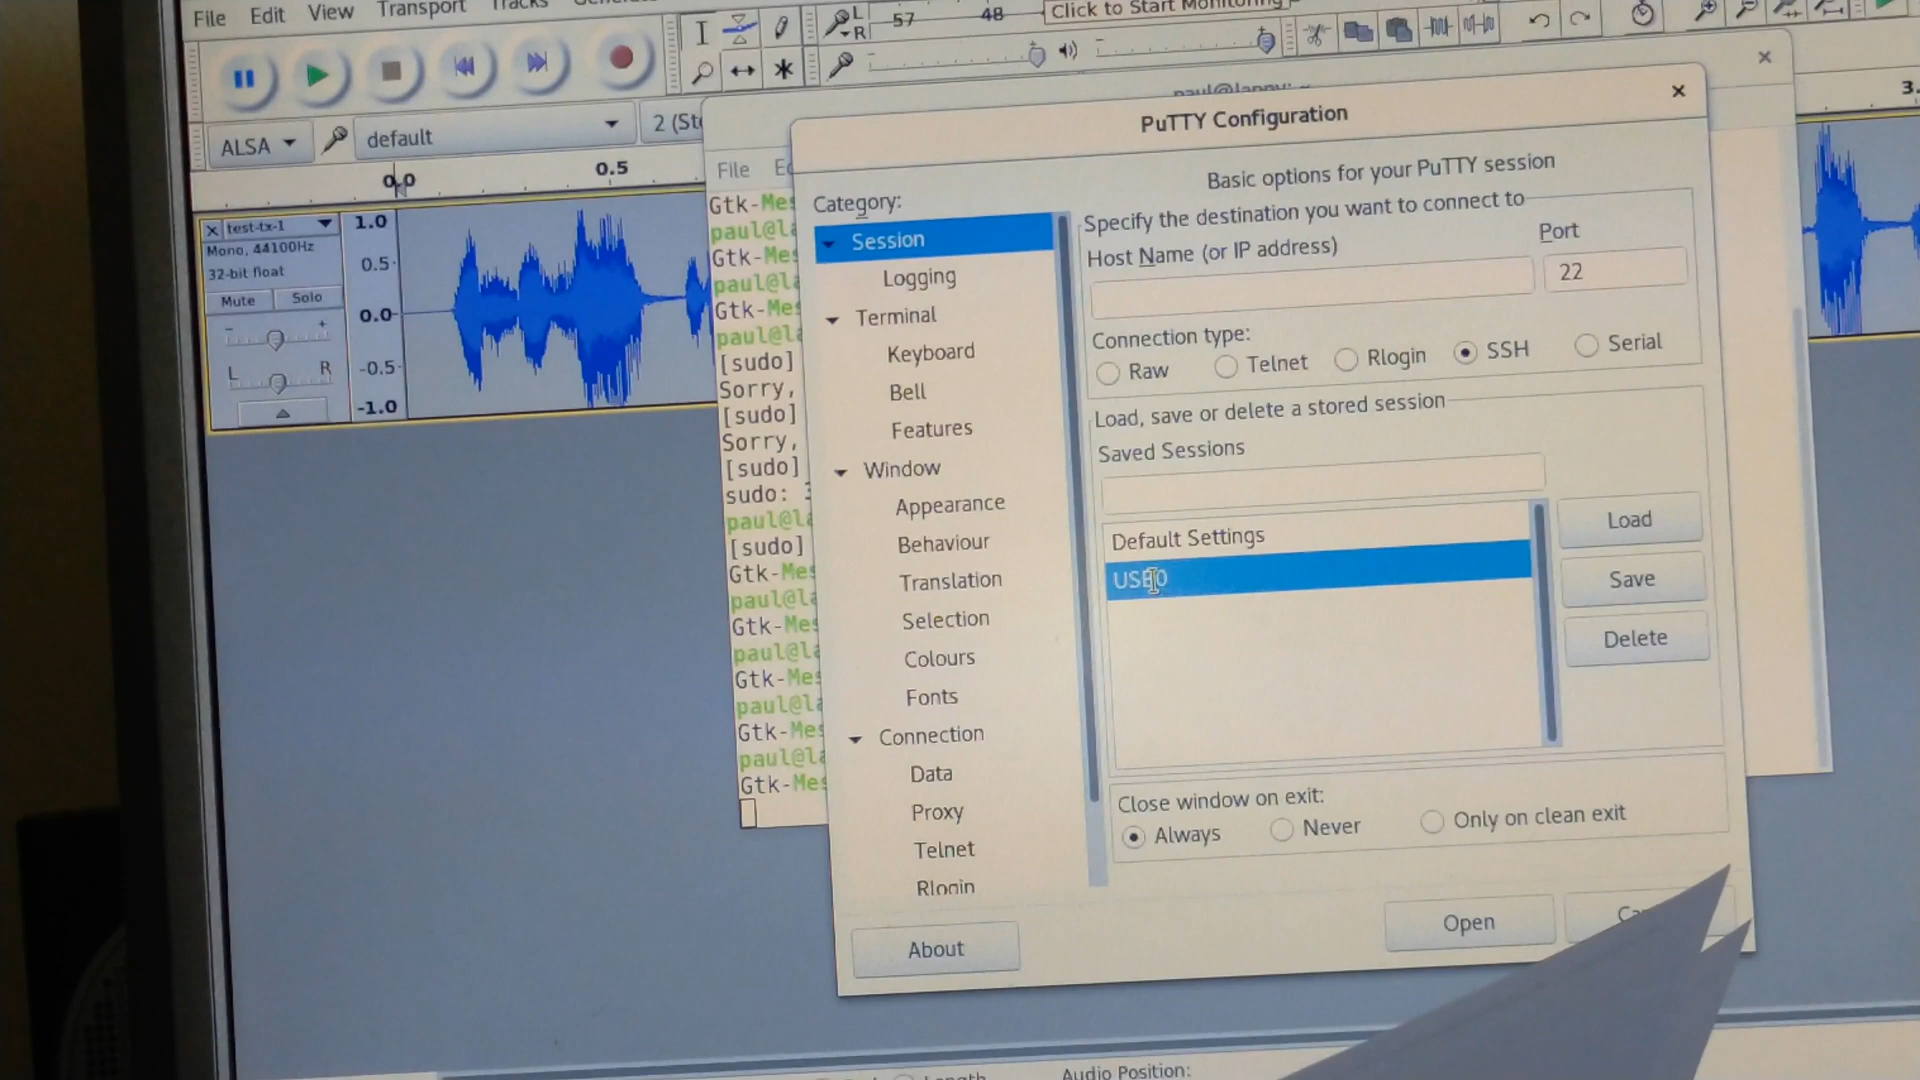 File Edit View Transport Tracks
57 48 Click to Start Monitoring
L
R
ALSA default 2 (St
3.
0.0 0.5
test-tx-1
Mono, 44100Hz
32-bit float
Mute Solo
- +
L R
1.0
0.5
0.0
-0.5
-1.0
paul@lappy: ~
File Ed
Gtk-Mes
paul@la
Gtk-Mes
paul@la
Gtk-Mes
paul@la
[sudo]
Sorry,
[sudo]
Sorry,
[sudo]
sudo: 3
paul@la
[sudo]
Gtk-Mes
paul@la
Gtk-Mes
paul@la
Gtk-Mes
paul@la
Gtk-Mes
paul@la
Gtk-Mes
PuTTY Configuration
Category:
Session
Logging
Terminal
Keyboard
Bell
Features
Window
Appearance
Behaviour
Translation
Selection
Colours
Fonts
Connection
Data
Proxy
Telnet
Rlogin
Basic options for your PuTTY session
Specify the destination you want to connect to
Host Name (or IP address) Port
22
Connection type:
Raw Telnet Rlogin SSH Serial
Load, save or delete a stored session
Saved Sessions
Default Settings
USB0
Load
Save
Delete
Close window on exit:
Always Never Only on clean exit
About Open
Length Audio Position: